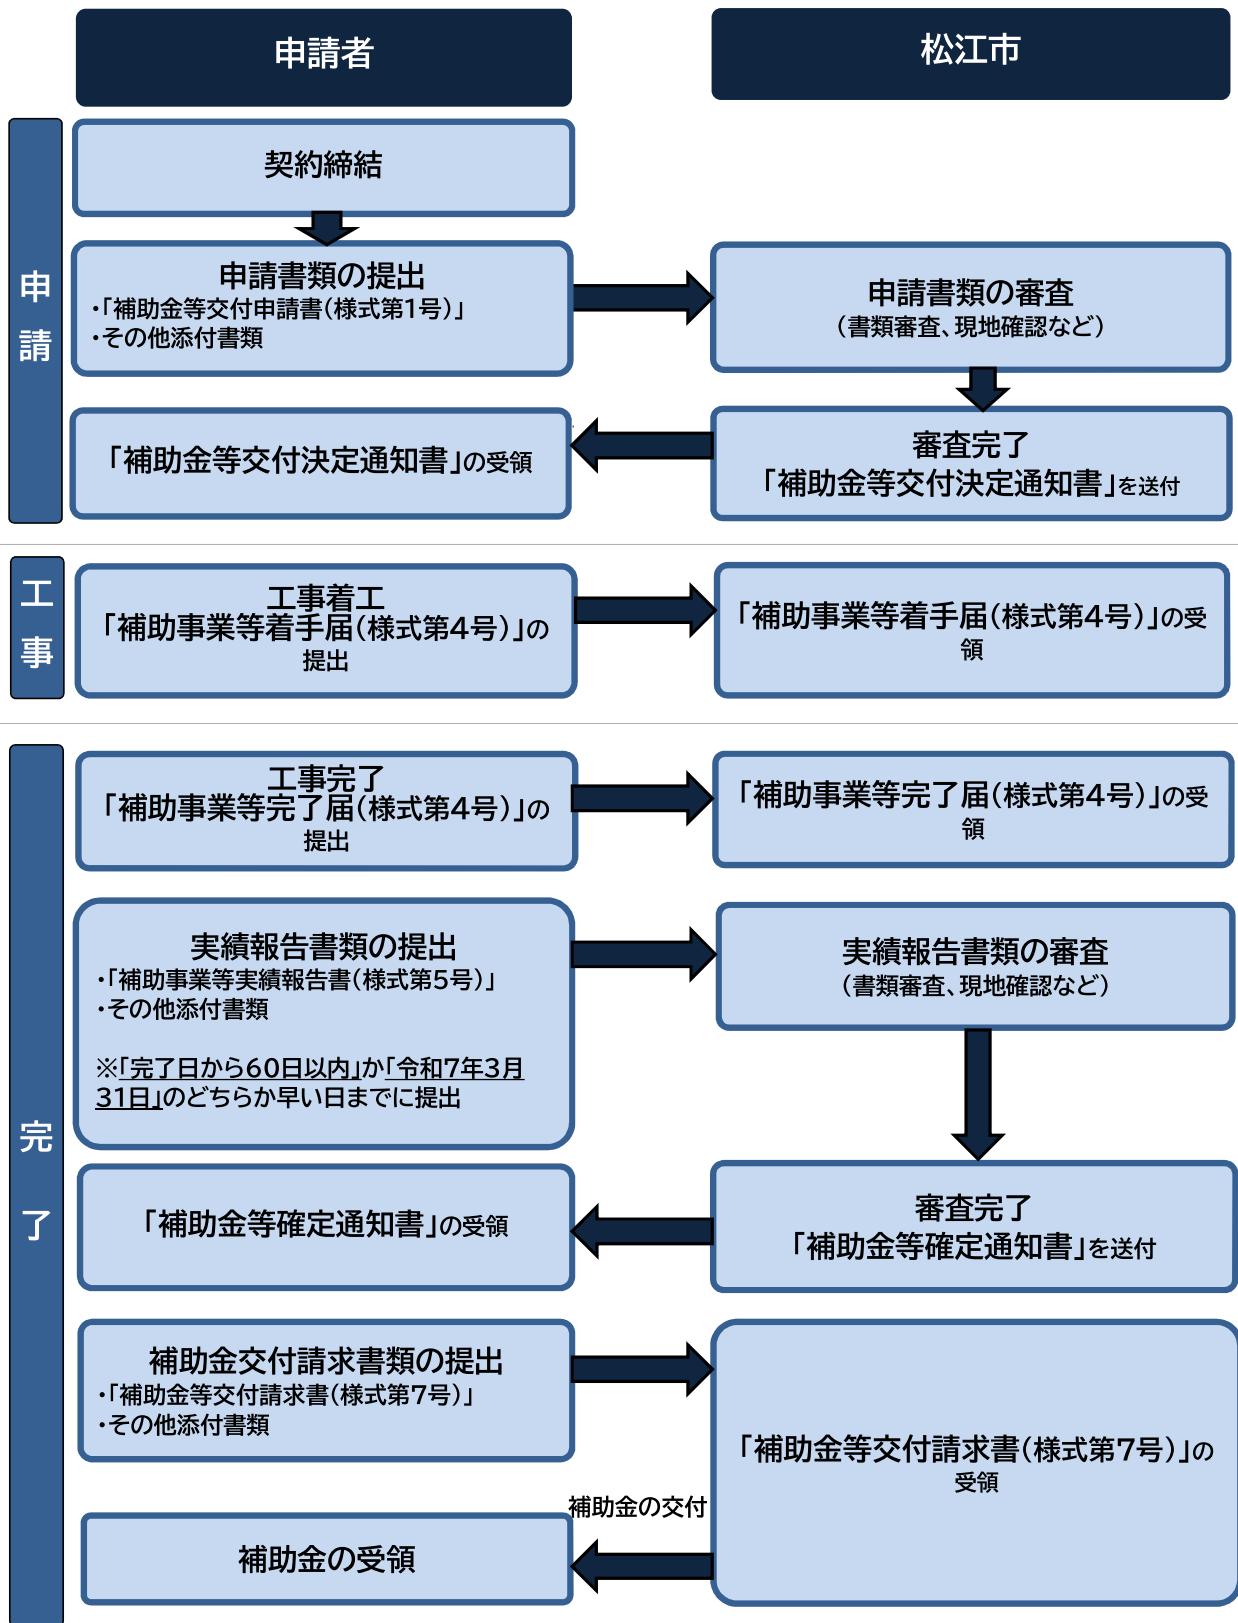 申請者
松江市
申請
契約締結
申請書類の提出
・「補助金等交付申請書(様式第1号)」
・その他添付書類
申請書類の審査
(書類審査、現地確認など)
審査完了
「補助金等交付決定通知書」を送付
「補助金等交付決定通知書」の受領
工事
工事着工
「補助事業等着手届(様式第4号)」の
提出
「補助事業等着手届(様式第4号)」の受
領
完了
工事完了
「補助事業等完了届(様式第4号)」の
提出
「補助事業等完了届(様式第4号)」の受
領
実績報告書類の提出
・「補助事業等実績報告書(様式第5号)」
・その他添付書類
※「完了日から60日以内」か「令和7年3月
31日」のどちらか早い日までに提出
実績報告書類の審査
(書類審査、現地確認など)
審査完了
「補助金等確定通知書」を送付
「補助金等確定通知書」の受領
補助金交付請求書類の提出
・「補助金等交付請求書(様式第7号)」
・その他添付書類
「補助金等交付請求書(様式第7号)」の
受領
補助金の交付
補助金の受領